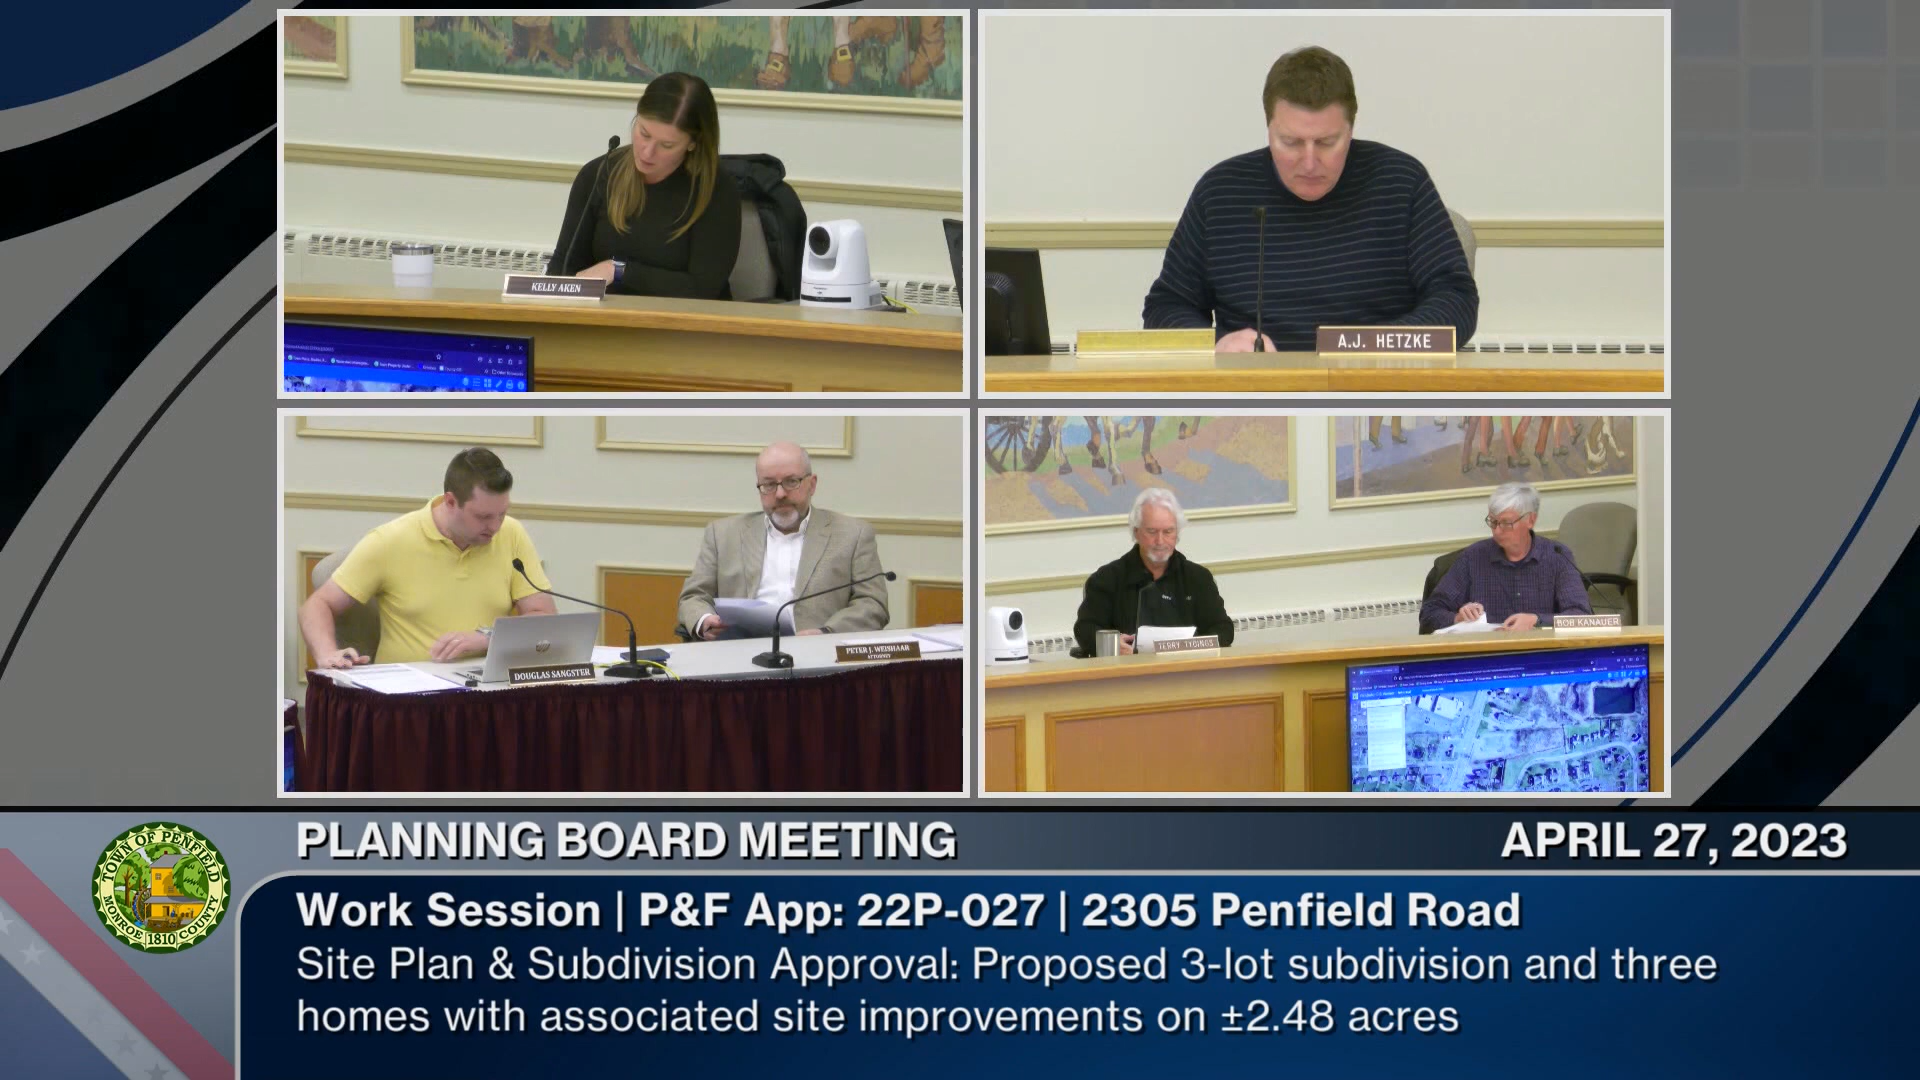 KELLY AKEN
A.J. HETZKE
DOUGLAS SANGSTER
PETER J. WEISHAAR
ATTORNEY
TERRY TYDINGS
BOB KANAUER
TOWN OF PENFIELD
MONROE COUNTY
1810
PLANNING BOARD MEETING
APRIL 27, 2023
Work Session | P&F App: 22P-027 | 2305 Penfield Road
Site Plan & Subdivision Approval: Proposed 3-lot subdivision and three
homes with associated site improvements on ±2.48 acres